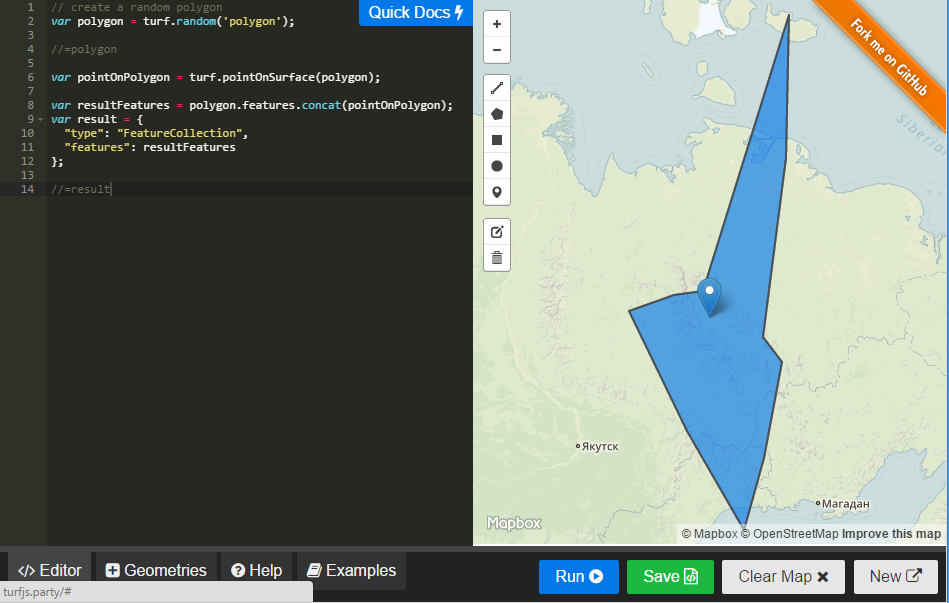 1 // create a random polygon
2 var polygon = turf.random('polygon');
3
4 //=polygon
5
6 var pointOnPolygon = turf.pointOnSurface(polygon);
7
8 var resultFeatures = polygon.features.concat(pointOnPolygon);
9 var result = {
10 "type": "FeatureCollection",
11 "features": resultFeatures
12 };
13
14 //=result
Quick Docs
+
−
Fork me on GitHub
Siberian
Якутск
Магадан
Mapbox
© Mapbox © OpenStreetMap Improve this map
</> Editor
Geometries
Help
Examples
Run
Save
Clear Map
New
turfjs.party/#